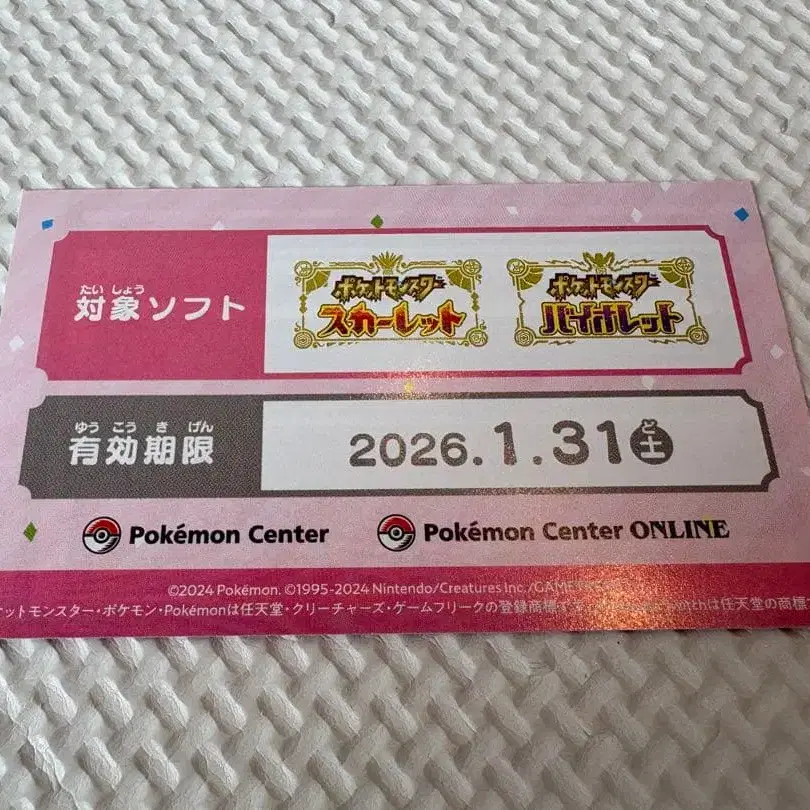 たいしょう
対象ソフト
ポケットモンスター
スカーレット
ポケットモンスター
バイオレット
ゆうこうきげん
有効期限
2026.1.31土
ど
Pokémon Center
Pokémon Center ONLINE
©2024 Pokémon. ©1995-2024 Nintendo/Creatures Inc./GAME
ケットモンスター・ポケモン・Pokémonは任天堂・クリーチャーズ・ゲームフリークの登録商標です。 は任天堂の商標